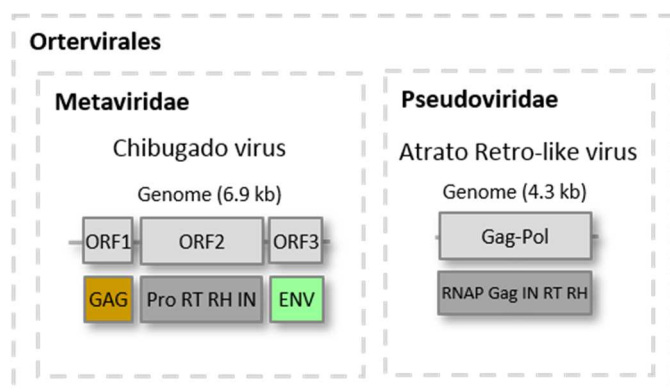 Ortervirales
Metaviridae
Chibugado virus
Genome (6.9 kb)
ORF1 ORF2 ORF3
GAG Pro RT RH IN ENV
Pseudoviridae
Atrato Retro-like virus
Genome (4.3 kb)
Gag-Pol
RNAP Gag IN RT RH